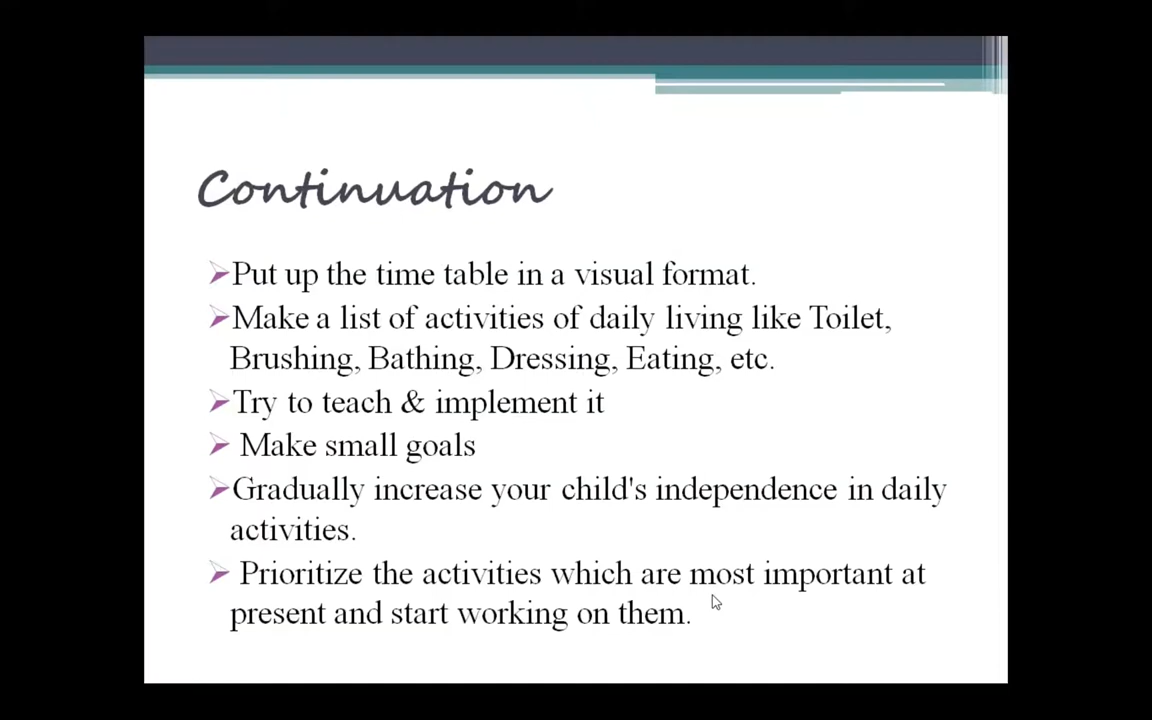 Continuation
Put up the time table in a visual format.
Make a list of activities of daily living like Toilet,
Brushing, Bathing, Dressing, Eating, etc.
Try to teach & implement it
Make small goals
Gradually increase your child's independence in daily
activities.
Prioritize the activities which are most important at
present and start working on them.